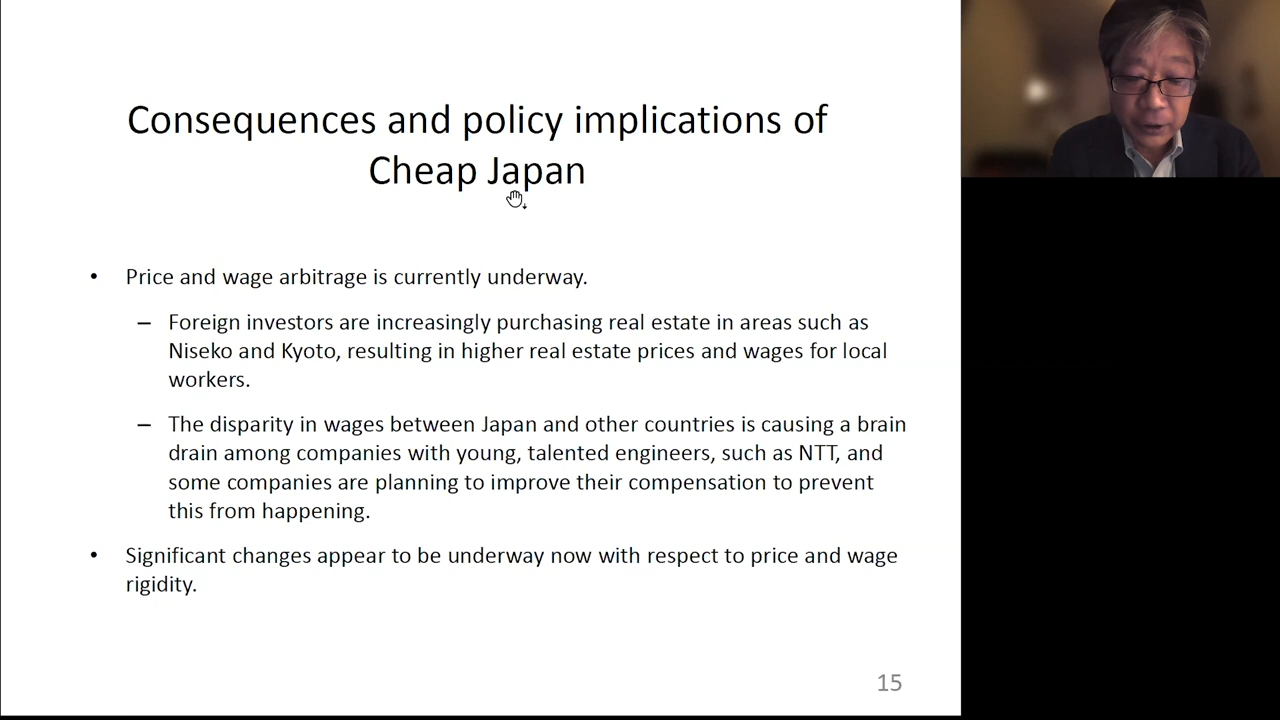 Consequences and policy implications of
Cheap Japan
• Price and wage arbitrage is currently underway.
– Foreign investors are increasingly purchasing real estate in areas such as
Niseko and Kyoto, resulting in higher real estate prices and wages for local
workers.
– The disparity in wages between Japan and other countries is causing a brain
drain among companies with young, talented engineers, such as NTT, and
some companies are planning to improve their compensation to prevent
this from happening.
• Significant changes appear to be underway now with respect to price and wage
rigidity.
15